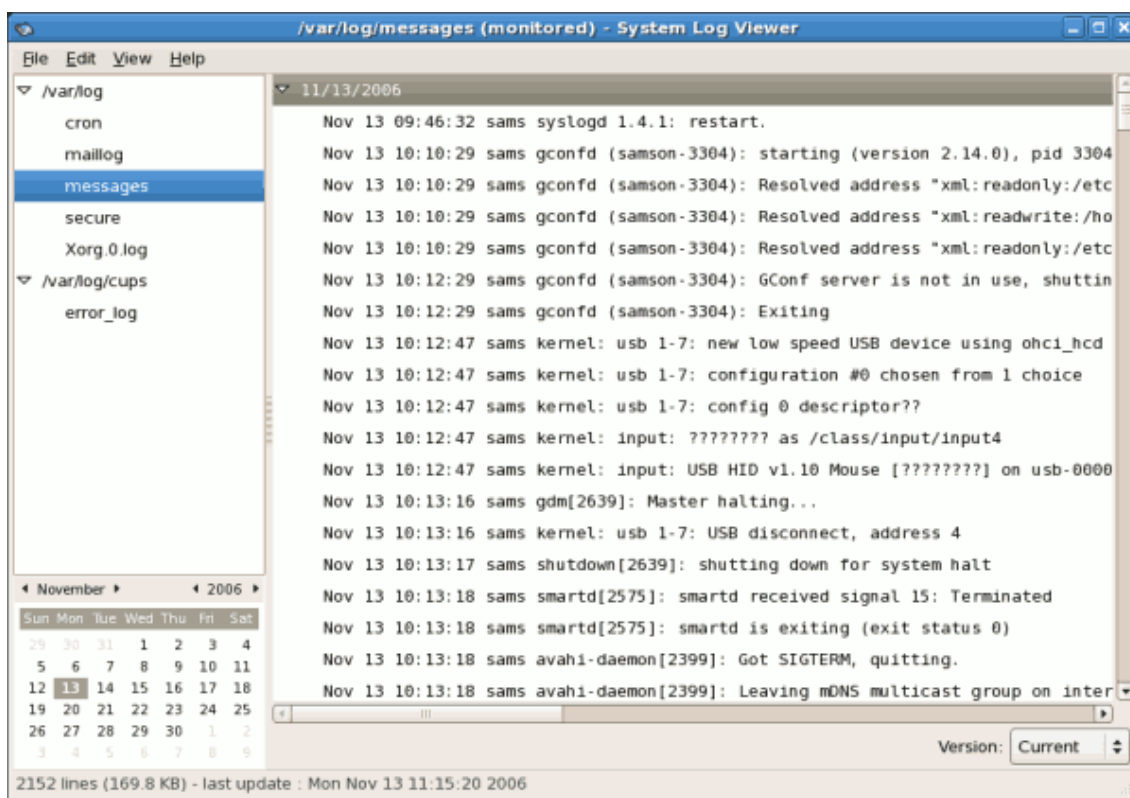 /var/log/messages (monitored) - System Log Viewer
File Edit View Help
/var/log
cron
maillog
messages
secure
Xorg.0.log
/var/log/cups
error_log
11/13/2006
Nov 13 09:46:32 sams syslogd 1.4.1: restart.
Nov 13 10:10:29 sams gconfd (samson-3304): starting (version 2.14.0), pid 3304
Nov 13 10:10:29 sams gconfd (samson-3304): Resolved address "xml:readonly:/etc
Nov 13 10:10:29 sams gconfd (samson-3304): Resolved address "xml:readwrite:/ho
Nov 13 10:10:29 sams gconfd (samson-3304): Resolved address "xml:readonly:/etc
Nov 13 10:12:29 sams gconfd (samson-3304): GConf server is not in use, shuttin
Nov 13 10:12:29 sams gconfd (samson-3304): Exiting
Nov 13 10:12:47 sams kernel: usb 1-7: new low speed USB device using ohci_hcd
Nov 13 10:12:47 sams kernel: usb 1-7: configuration #0 chosen from 1 choice
Nov 13 10:12:47 sams kernel: usb 1-7: config 0 descriptor??
Nov 13 10:12:47 sams kernel: input: ???????? as /class/input/input4
Nov 13 10:12:47 sams kernel: input: USB HID v1.10 Mouse [????????] on usb-0000
Nov 13 10:13:16 sams gdm[2639]: Master halting...
Nov 13 10:13:16 sams kernel: usb 1-7: USB disconnect, address 4
Nov 13 10:13:17 sams shutdown[2639]: shutting down for system halt
Nov 13 10:13:18 sams smartd[2575]: smartd received signal 15: Terminated
Nov 13 10:13:18 sams smartd[2575]: smartd is exiting (exit status 0)
Nov 13 10:13:18 sams avahi-daemon[2399]: Got SIGTERM, quitting.
Nov 13 10:13:18 sams avahi-daemon[2399]: Leaving mDNS multicast group on inter
November 2006
Sun Mon Tue Wed Thu Fri Sat
29 30 31 1 2 3 4
5 6 7 8 9 10 11
12 13 14 15 16 17 18
19 20 21 22 23 24 25
26 27 28 29 30 1 2
3 4 5 6 7 8 9
Version: Current
2152 lines (169.8 KB) - last update : Mon Nov 13 11:15:20 2006